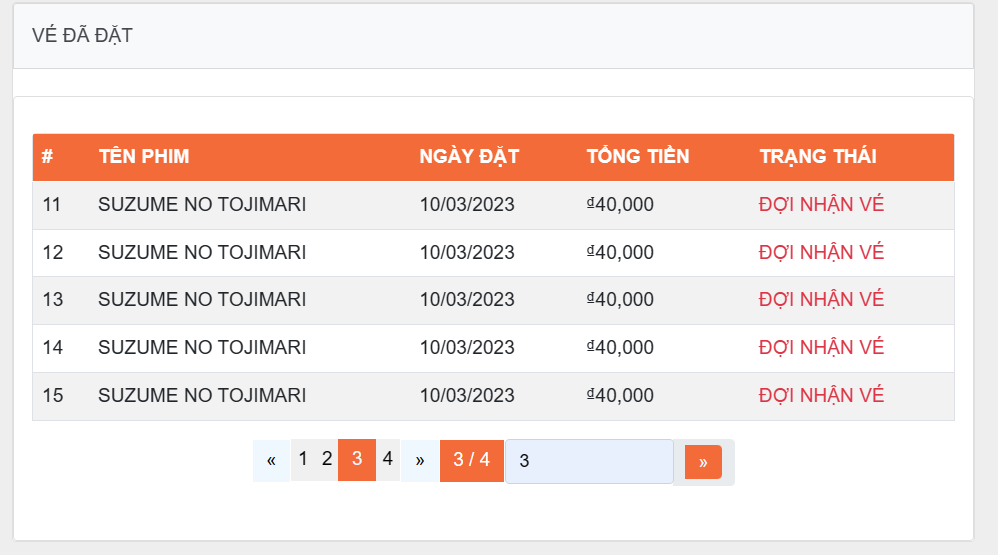 VÉ ĐÃ ĐẶT
# TÊN PHIM NGÀY ĐẶT TỔNG TIỀN TRẠNG THÁI
11 SUZUME NO TOJIMARI 10/03/2023 ₫40,000 ĐỢI NHẬN VÉ
12 SUZUME NO TOJIMARI 10/03/2023 ₫40,000 ĐỢI NHẬN VÉ
13 SUZUME NO TOJIMARI 10/03/2023 ₫40,000 ĐỢI NHẬN VÉ
14 SUZUME NO TOJIMARI 10/03/2023 ₫40,000 ĐỢI NHẬN VÉ
15 SUZUME NO TOJIMARI 10/03/2023 ₫40,000 ĐỢI NHẬN VÉ
« 1 2 3 4 » 3 / 4 3 »